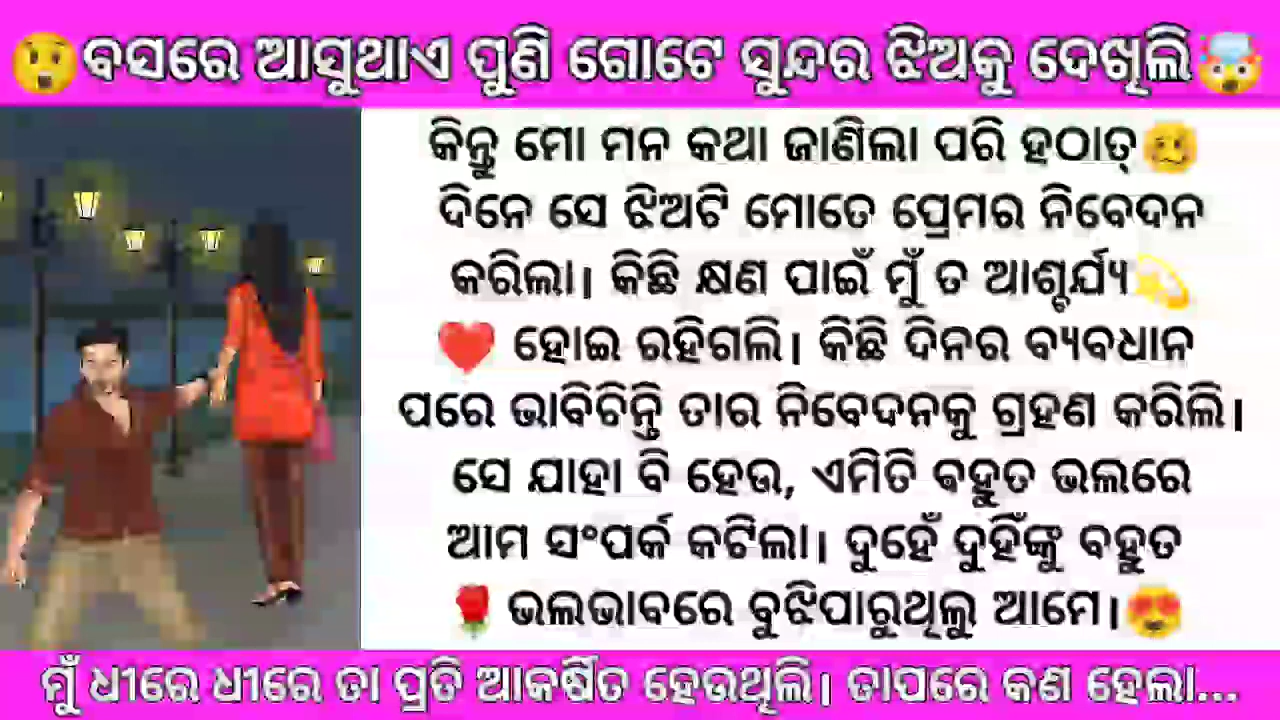 😲ବସରେ ଆସୁଥାଏ ପୁଣି ଗୋଟେ ସୁନ୍ଦର ଝିଅକୁ ଦେଖିଲି🤯
କିନ୍ତୁ ମୋ ମନ କଥା ଜାଣିଲା ପରି ହଠାତ୍🥴
ଦିନେ ସେ ଝିଅଟି ମୋତେ ପ୍ରେମର ନିବେଦନ
କରିଲା। କିଛି କ୍ଷଣ ପାଇଁ ମୁଁ ତ ଆଶ୍ଚର୍ଯ୍ୟ💫
❤️ ହୋଇ ରହିଗଲି। କିଛି ଦିନର ବ୍ୟବଧାନ
ପରେ ଭାବିଚିନ୍ତି ତାର ନିବେଦନକୁ ଗ୍ରହଣ କରିଲି।
ସେ ଯାହା ବି ହେଉ, ଏମିତି ବହୁତ ଭଲରେ
ଆମ ସଂପର୍କ କଟିଲା। ଦୁହେଁ ଦୁହିଁଙ୍କୁ ବହୁତ
🌹 ଭଲଭାବରେ ବୁଝିପାରୁଥିଲୁ ଆମେ।😍
ମୁଁ ଧୀରେ ଧୀରେ ତା ପ୍ରତି ଆକର୍ଷିତ ହେଉଥିଲି। ତାପରେ କଣ ହେଲା...